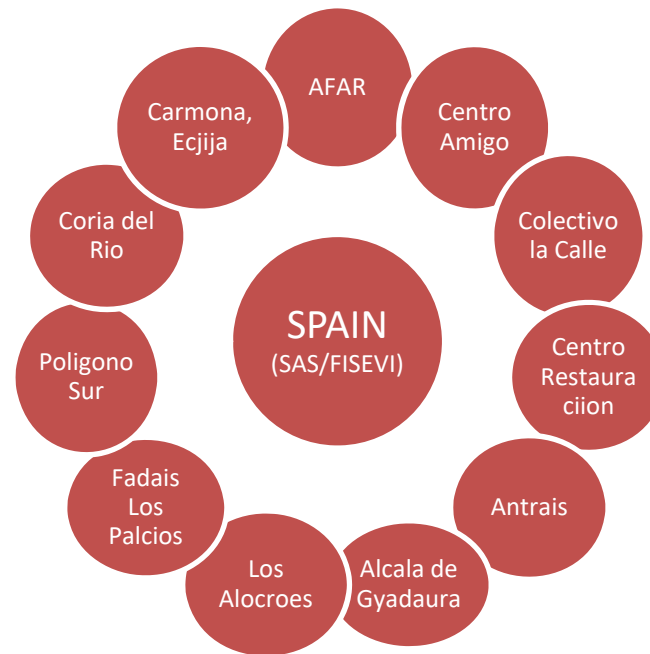 AFAR
Centro
Amigo
Colectivo
la Calle
Centro
Restaura
ciion
Antrais
Alcala de
Gyadaura
Los
Alocroes
Fadais
Los
Palcios
Poligono
Sur
Coria del
Rio
Carmona,
Ecjija
SPAIN
(SAS/FISEVI)